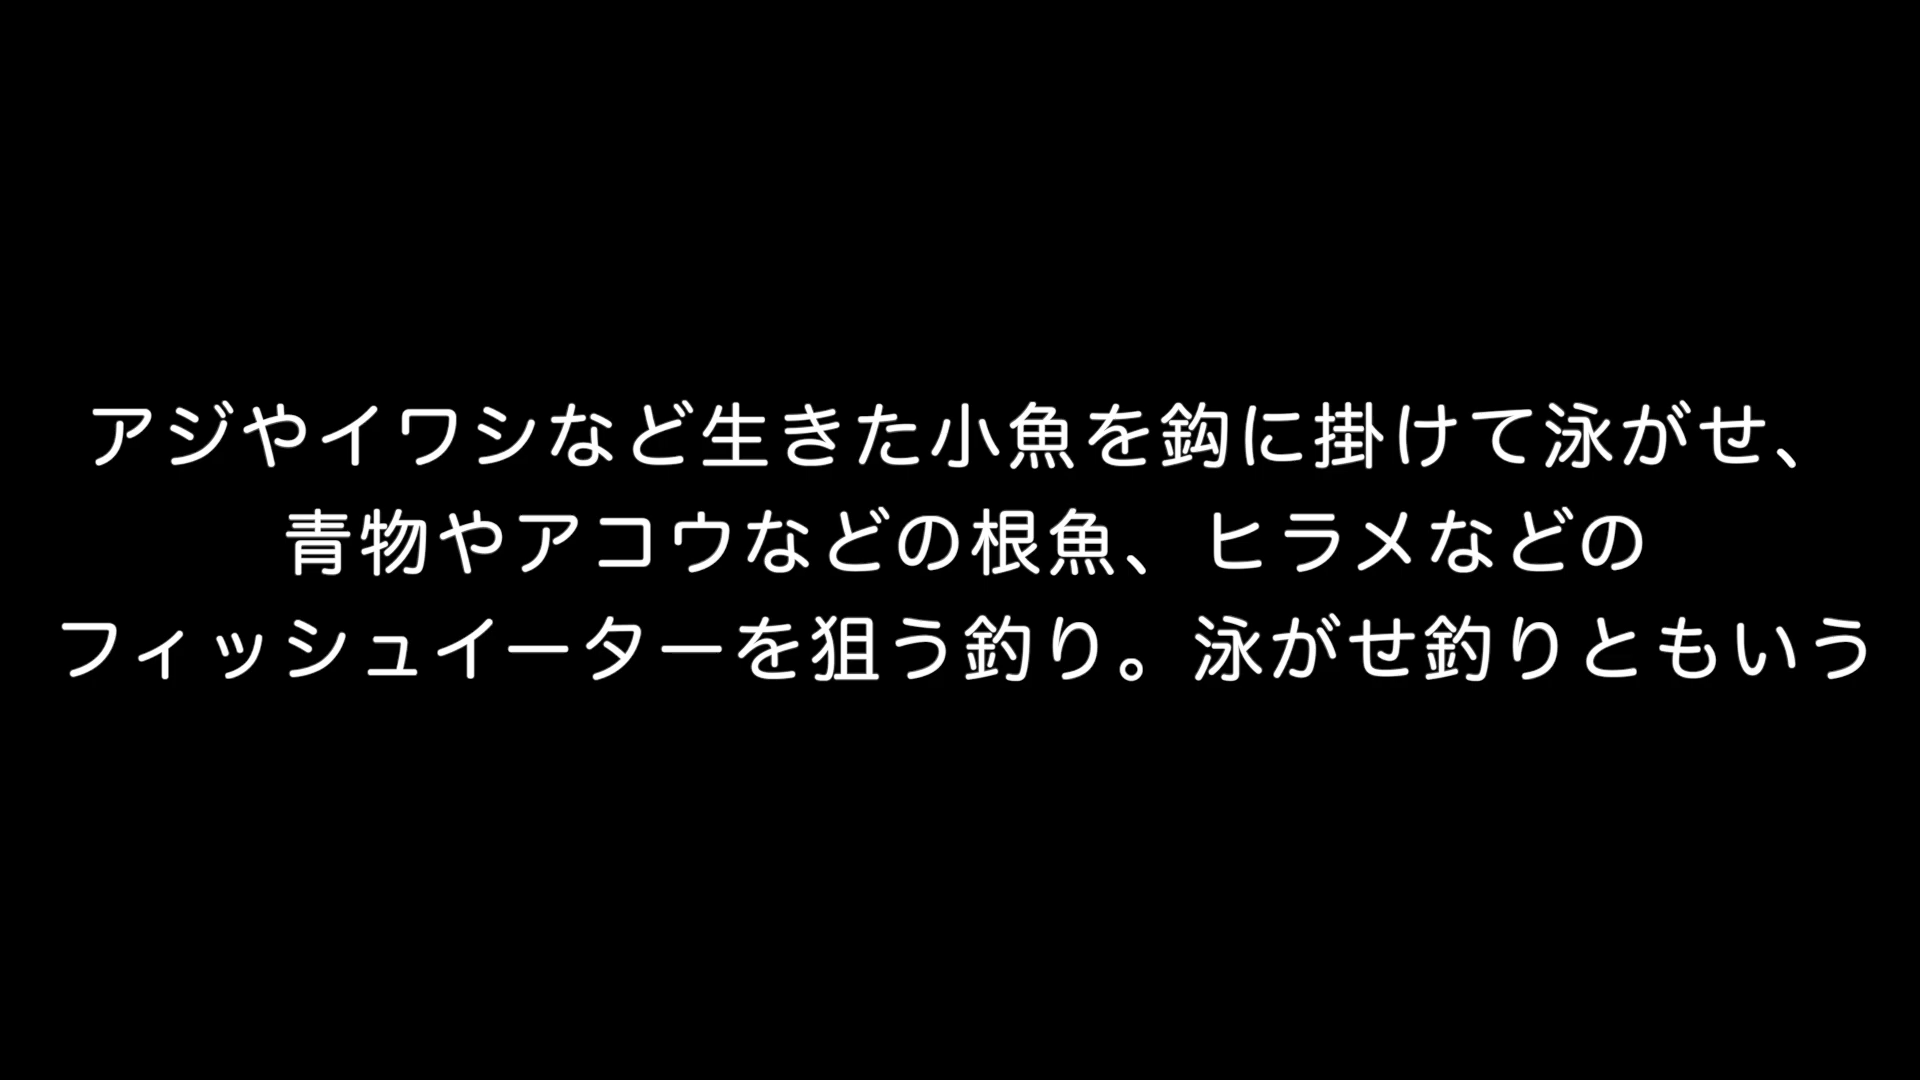 アジやイワシなど生きた小魚を鈎に掛けて泳がせ、
青物やアコウなどの根魚、ヒラメなどの
フィッシュイーターを狙う釣り。泳がせ釣りともいう